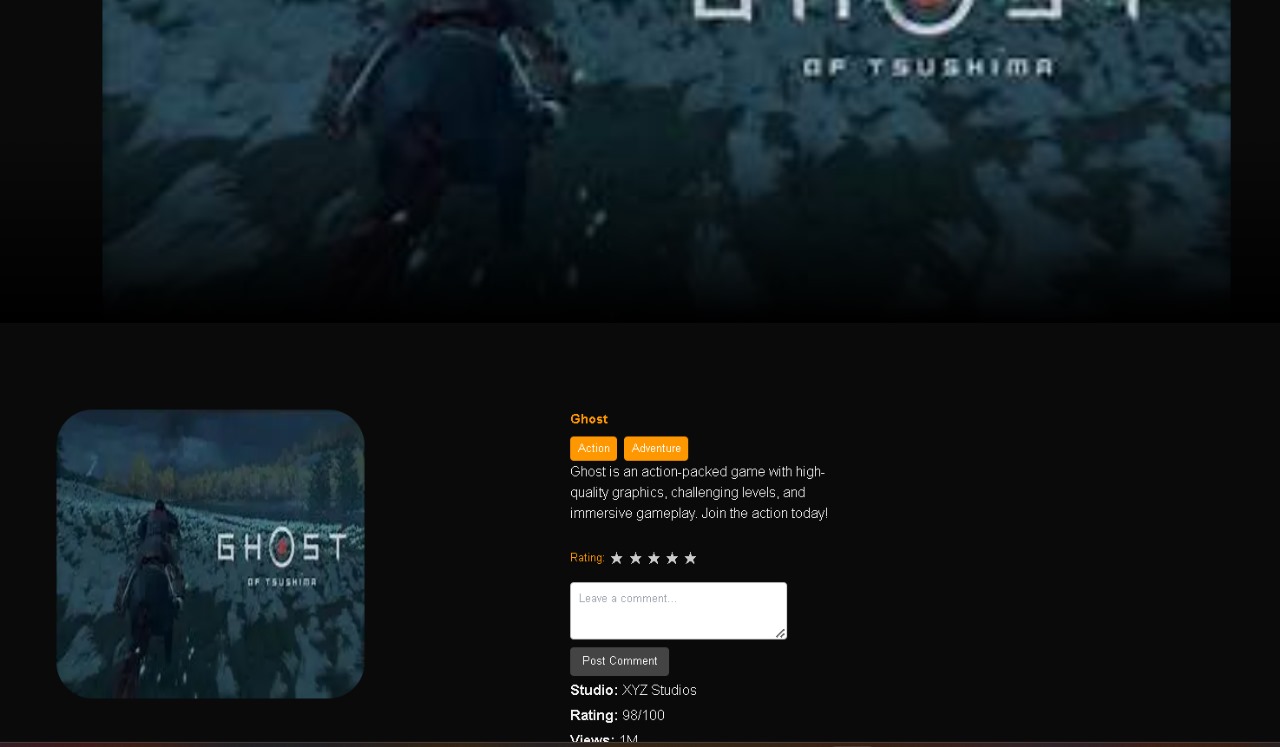 GHOST
OF TSUSHIMA
Ghost
Action Adventure
Ghost is an action-packed game with high-
quality graphics, challenging levels, and
immersive gameplay. Join the action today!
GHOST
OF TSUSHIMA
Rating:
Leave a comment...
Post Comment
Studio: XYZ Studios
Rating: 98/100
Views: 1M